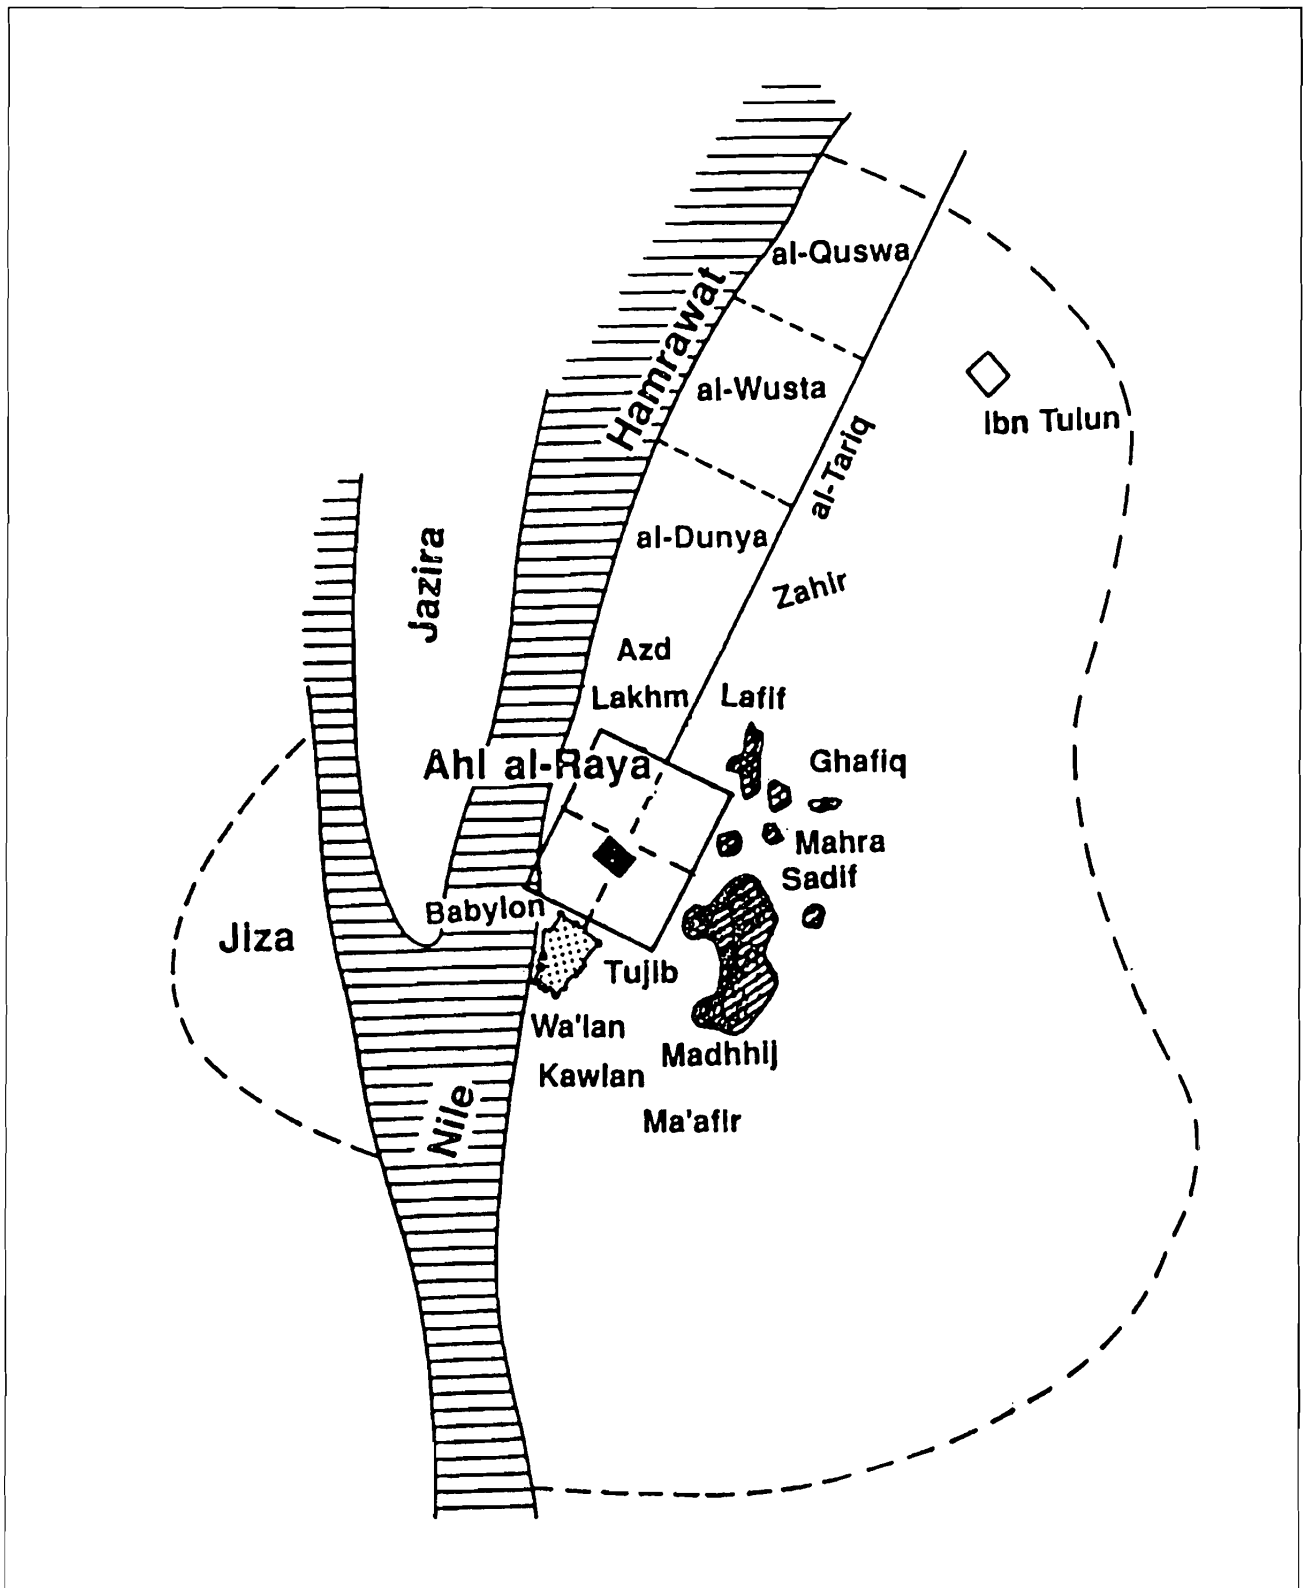 al-Quswa
Hamrawat
al-Wusta
Ibn Tulun
al-Tariq
al-Dunya
Jazira
Zahir
Azd
Lakhm
Lafif
Ahl al-Raya
Ghafiq
Mahra
Sadif
Babylon
Jiza
Tujib
Wa'lan
Madhhij
Kawlan
Nile
Ma'afir